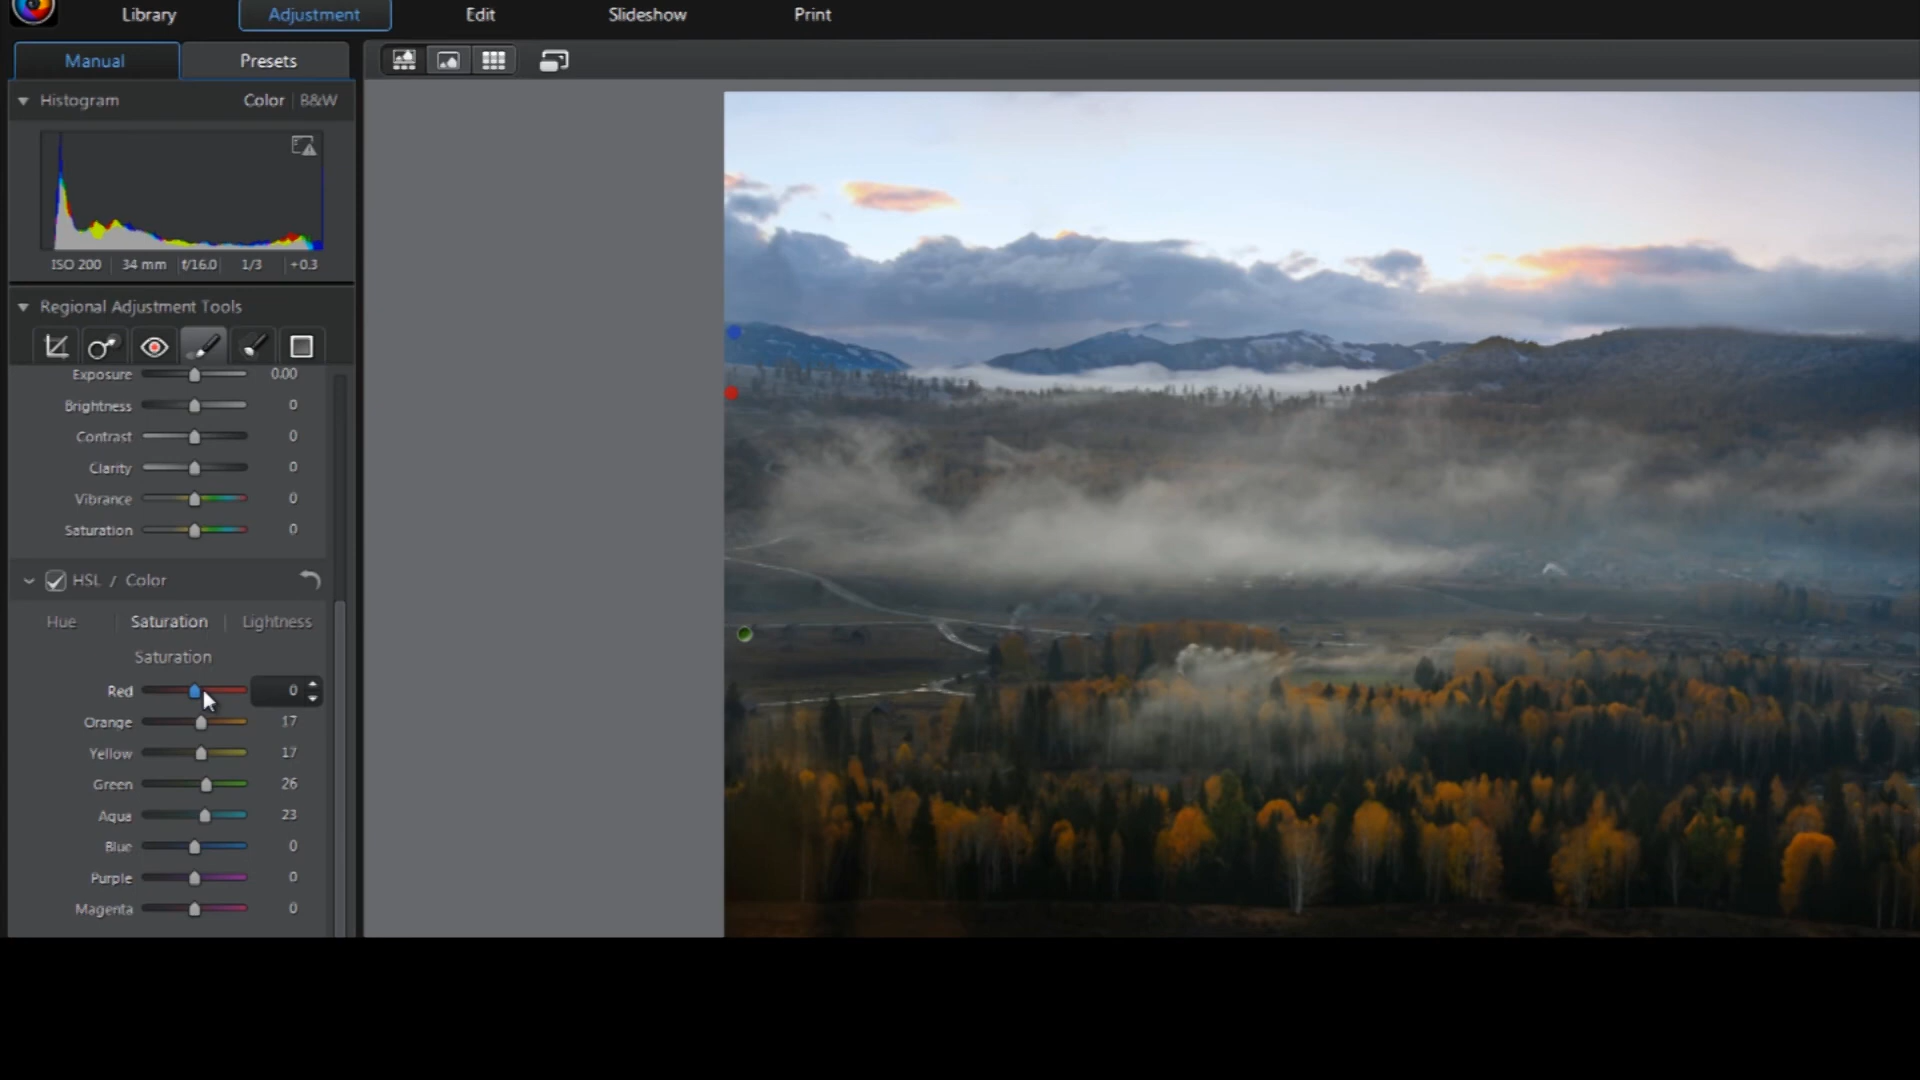 Library Adjustment Edit Slideshow Print
Manual Presets
Histogram Color | B&W
ISO 200 34 mm f/16.0 1/3 +0.3
Regional Adjustment Tools
Exposure 0.00
Brightness 0
Contrast 0
Clarity 0
Vibrance 0
Saturation 0
HSL / Color
Hue Saturation Lightness
Saturation
Red 0
Orange 17
Yellow 17
Green 26
Aqua 23
Blue 0
Purple 0
Magenta 0